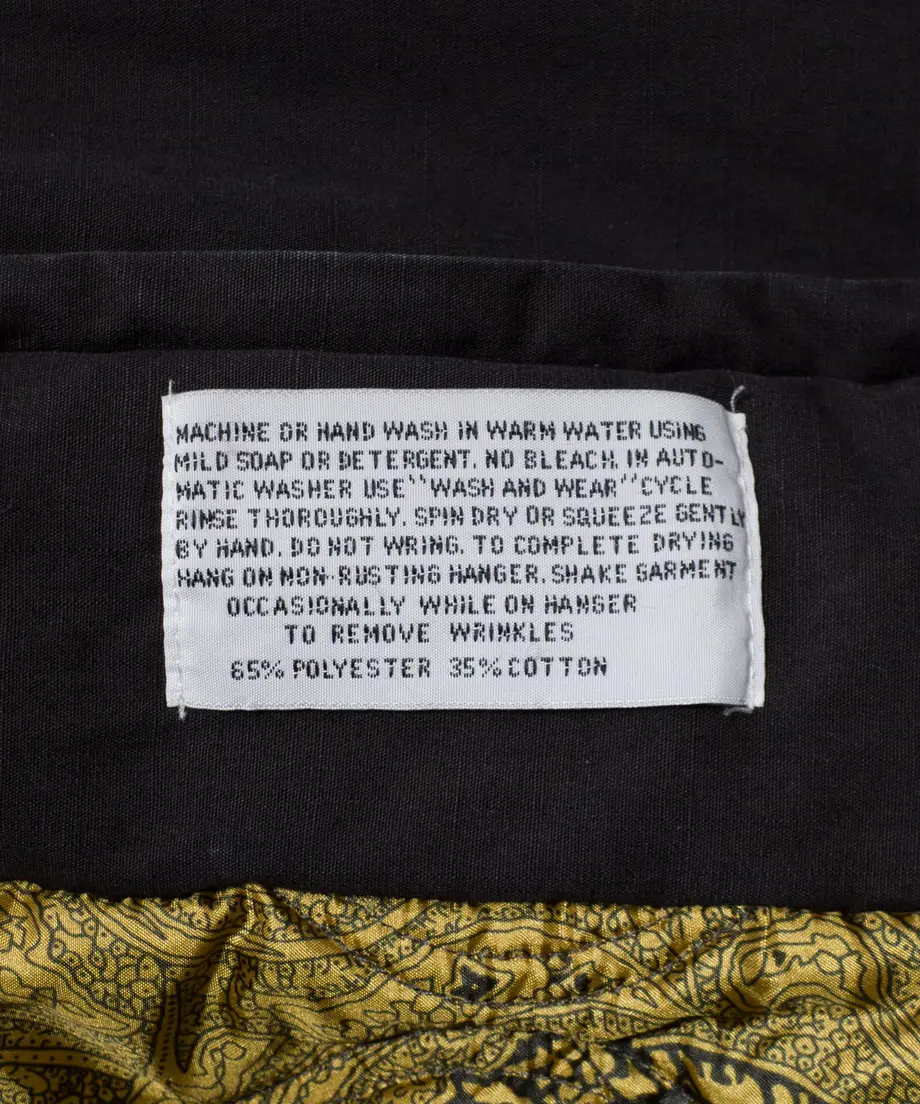 MACHINE OR HAND WASH IN WARM WATER USING
MILD SOAP OR DETERGENT. NO BLEACH. IN AUTO-
MATIC WASHER USE "WASH AND WEAR" CYCLE
RINSE THOROUGHLY. SPIN DRY OR SQUEEZE GENTLY
BY HAND. DO NOT WRING. TO COMPLETE DRYING
HANG ON NON-RUSTING HANGER. SHAKE GARMENT
OCCASIONALLY WHILE ON HANGER
TO REMOVE WRINKLES
65% POLYESTER 35% COTTON